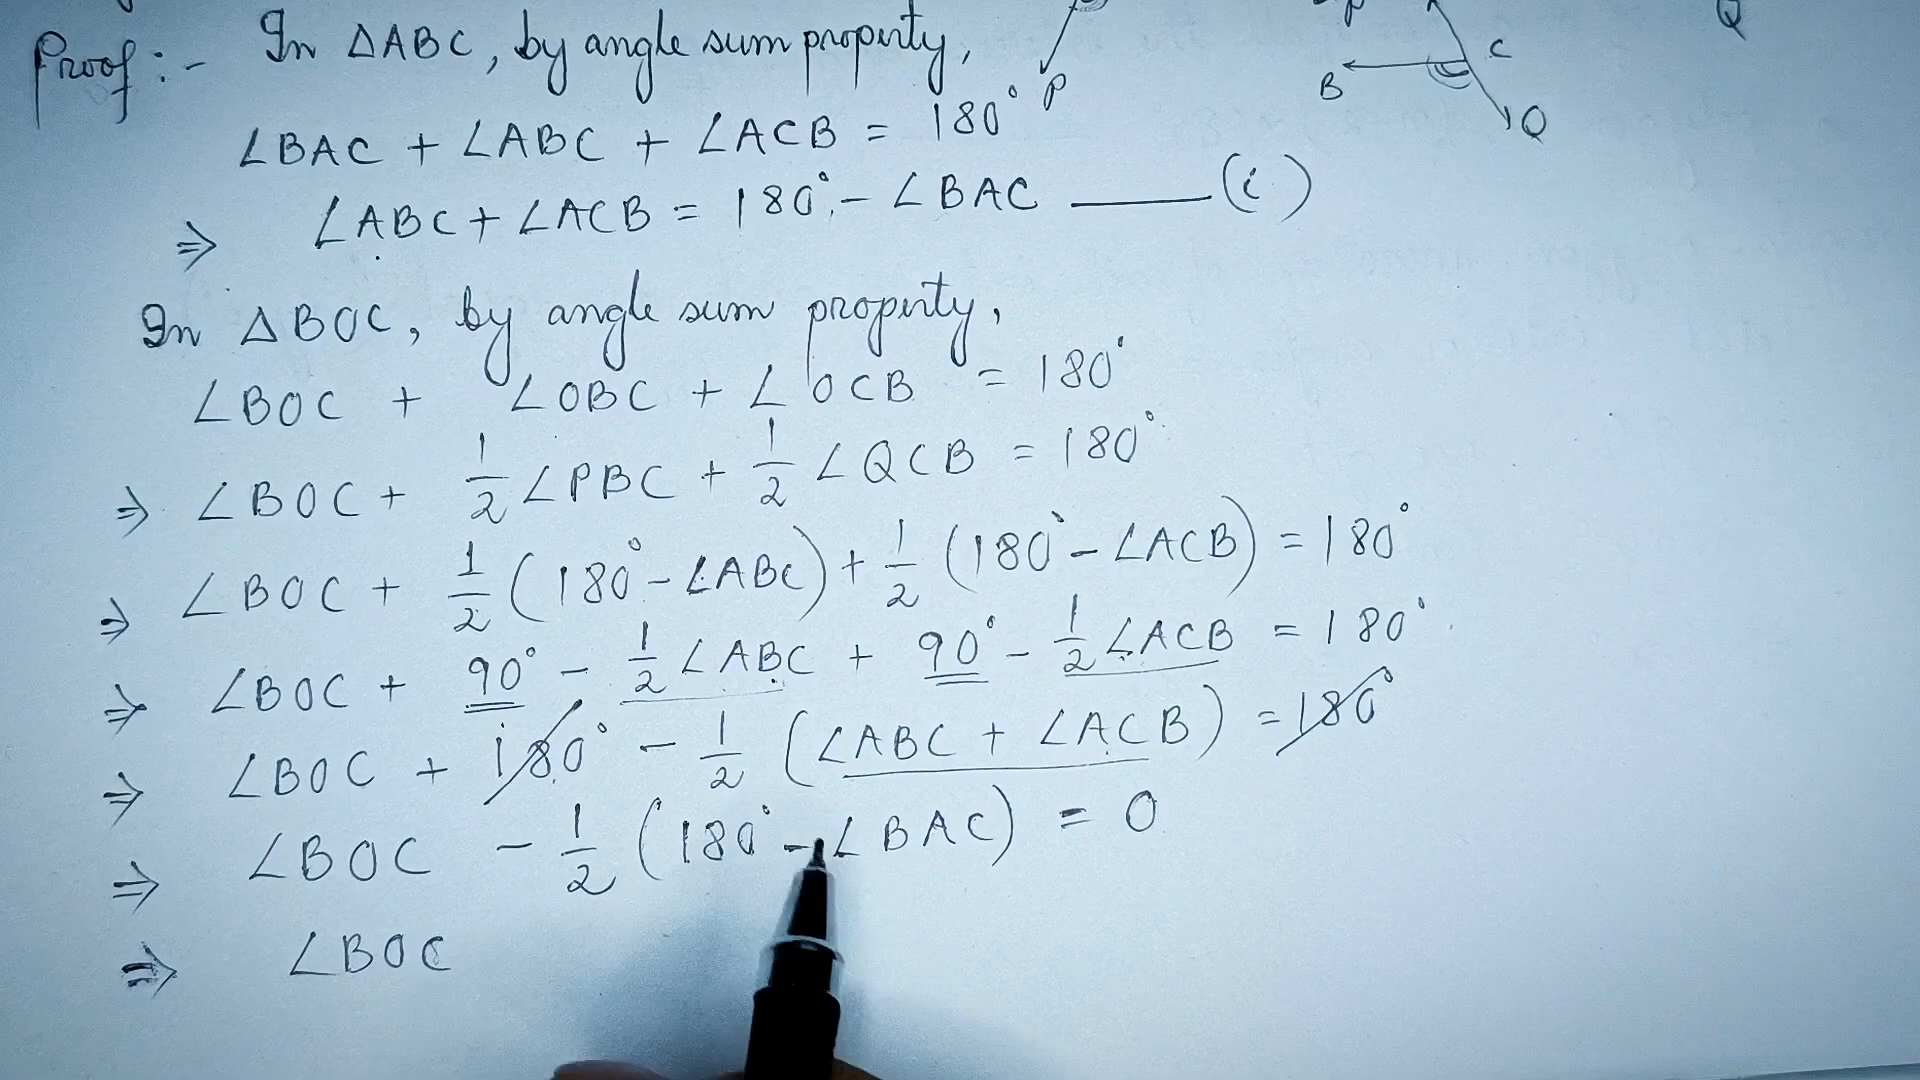 Proof :- In ΔABC, by angle sum property,
∠BAC + ∠ABC + ∠ACB = 180°
⇒ ∠ABC + ∠ACB = 180° - ∠BAC ——— (i)
In ΔBOC, by angle sum property,
∠BOC + ∠OBC + ∠OCB = 180°
⇒ ∠BOC + 1/2 ∠PBC + 1/2 ∠QCB = 180°
⇒ ∠BOC + 1/2 (180° - ∠ABC) + 1/2 (180° - ∠ACB) = 180°
⇒ ∠BOC + 90° - 1/2 ∠ABC + 90° - 1/2 ∠ACB = 180°
⇒ ∠BOC + 180° - 1/2 (∠ABC + ∠ACB) = 180°
⇒ ∠BOC - 1/2 (180° - ∠BAC) = 0
⇒ ∠BOC
P
P
C
B
Q
Q